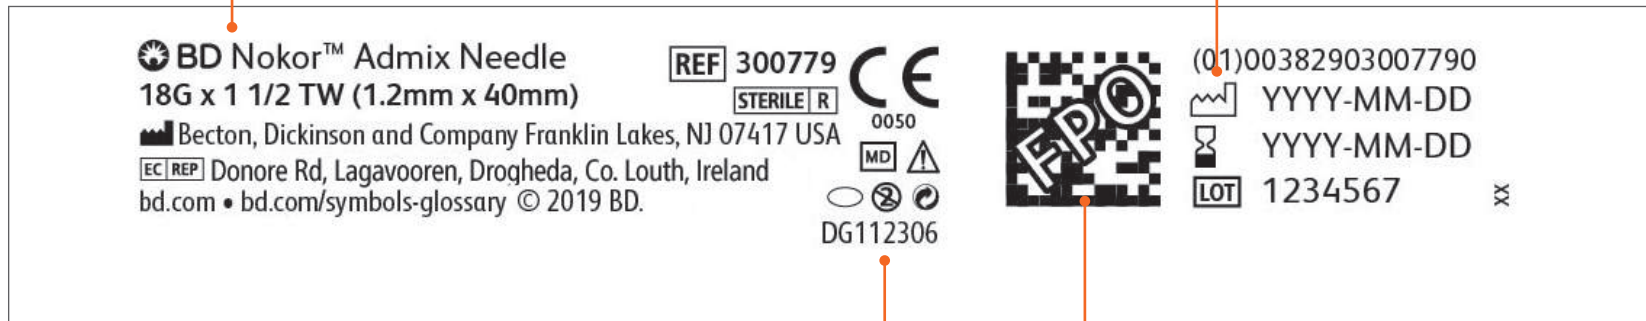 BD Nokor™ Admix Needle
18G x 1 1/2 TW (1.2mm x 40mm)
Becton, Dickinson and Company Franklin Lakes, NJ 07417 USA
EC REP Donore Rd, Lagavooren, Drogheda, Co. Louth, Ireland
bd.com • bd.com/symbols-glossary © 2019 BD.
REF 300779
STERILE R
CE
0050
MD
2
DG112306
FPO
(01)00382903007790
YYYY-MM-DD
YYYY-MM-DD
LOT 1234567
XX